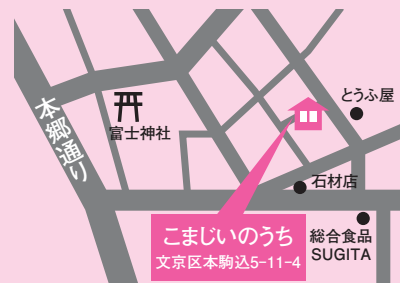 本郷通り
富士神社
とうふ屋
石材店
総合食品
SUGITA
こまじいのうち
文京区本駒込5-11-4